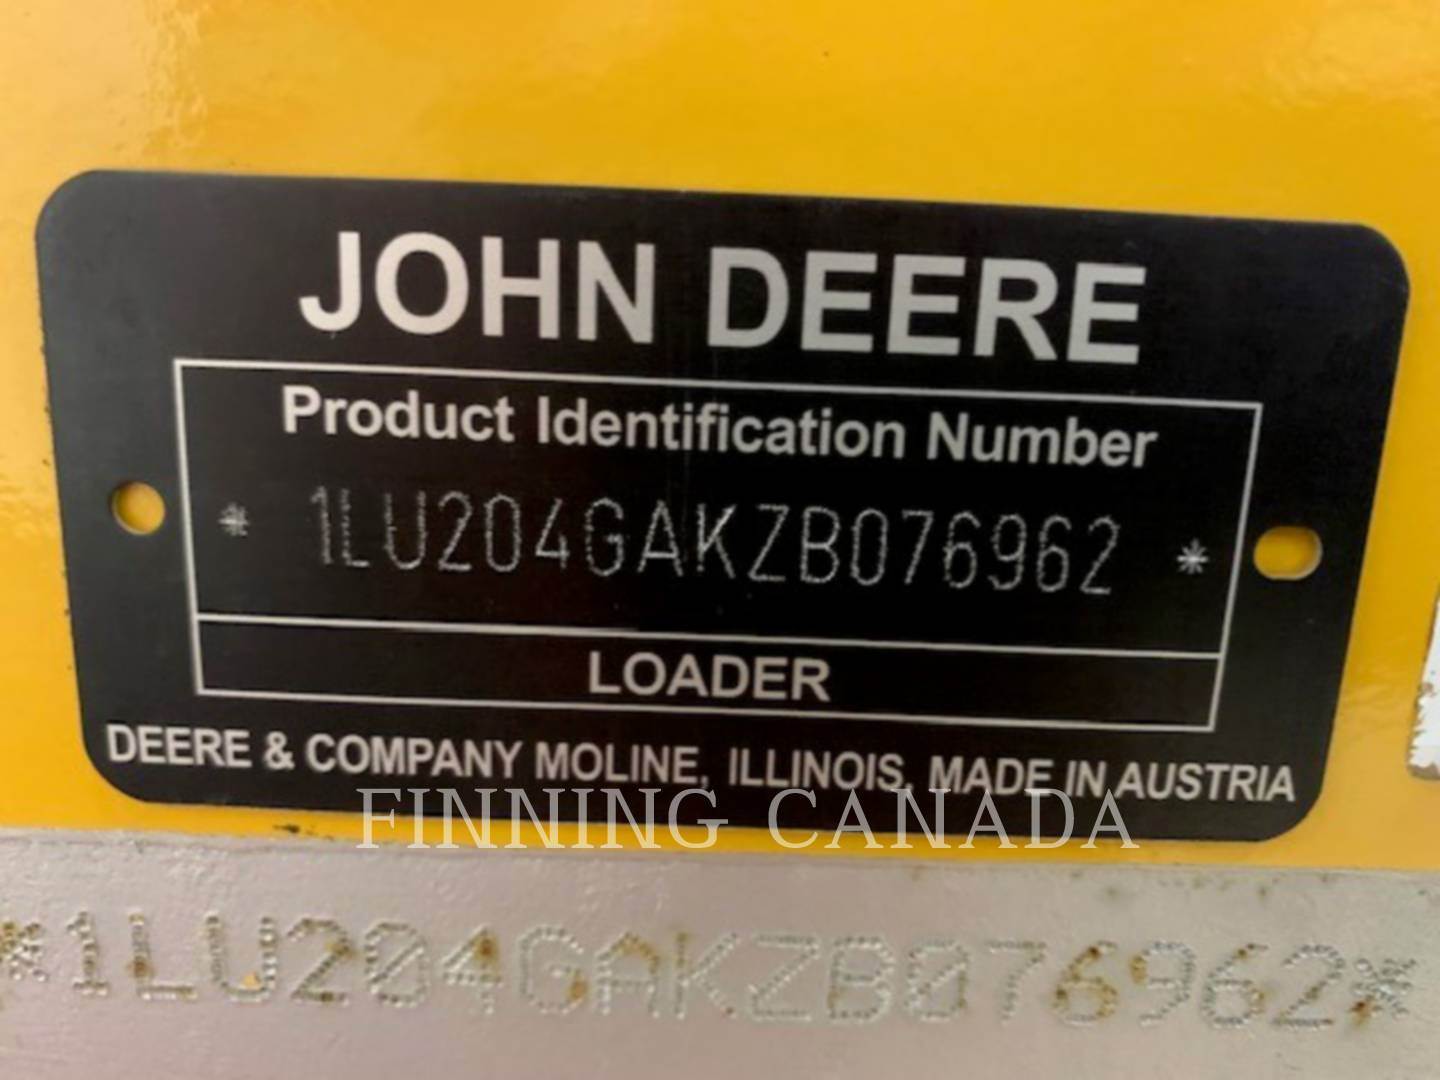 JOHN DEERE
Product Identification Number
* 1LU204GAKZB076962 *
LOADER
DEERE & COMPANY MOLINE, ILLINOIS, MADE IN AUSTRIA
FINNING CANADA
*1LU204GAKZB076962*